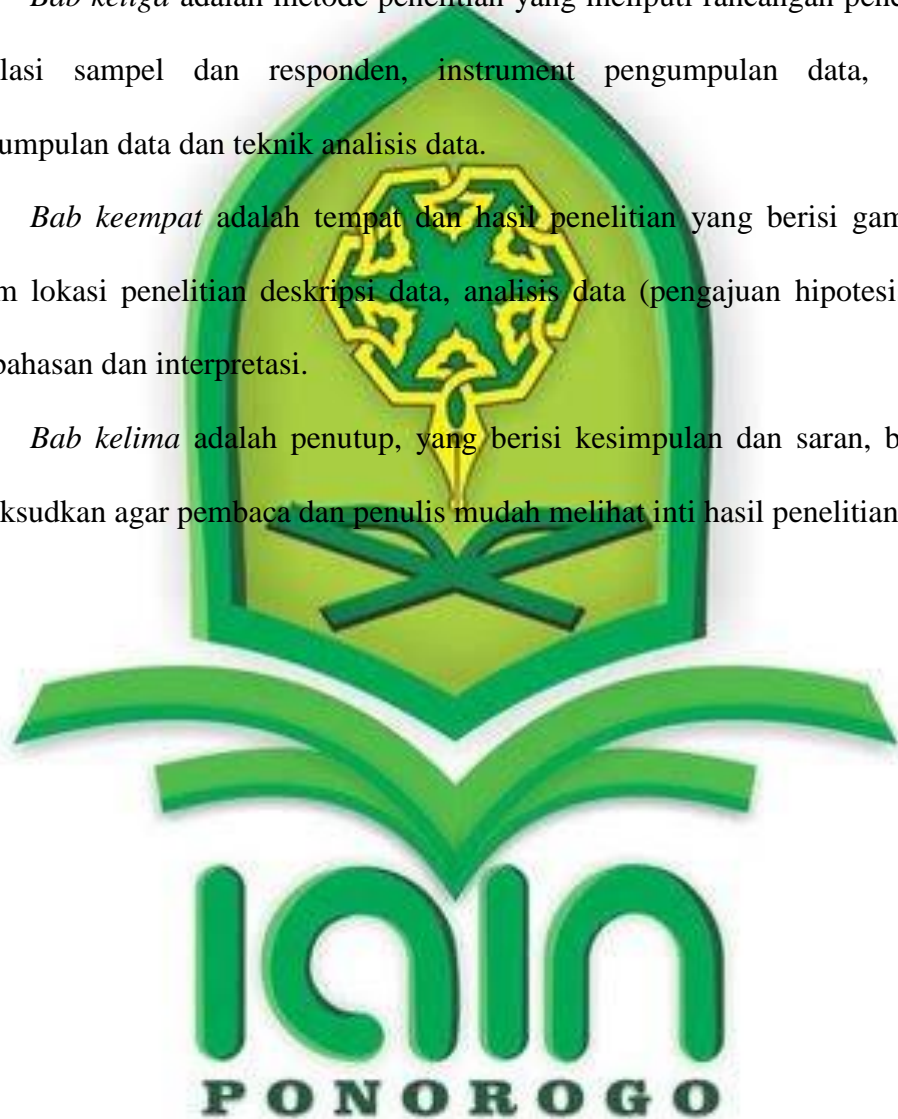 Bab ketiga adalah metode penelitian yang meliputi rancangan
lasi sampel dan responden, instrument pengumpulan data,
umpulan data dan teknik analisis data.
Bab keempat adalah tempat dan hasil penelitian yang berisi
m lokasi penelitian deskripsi data, analisis data (pengajuan hipotesi
bahasan dan interpretasi.
Bab kelima adalah penutup, yang berisi kesimpulan dan saran, b
ksudkan agar pembaca dan penulis mudah melihat inti hasil penelitian
IAIN
PONOROGO